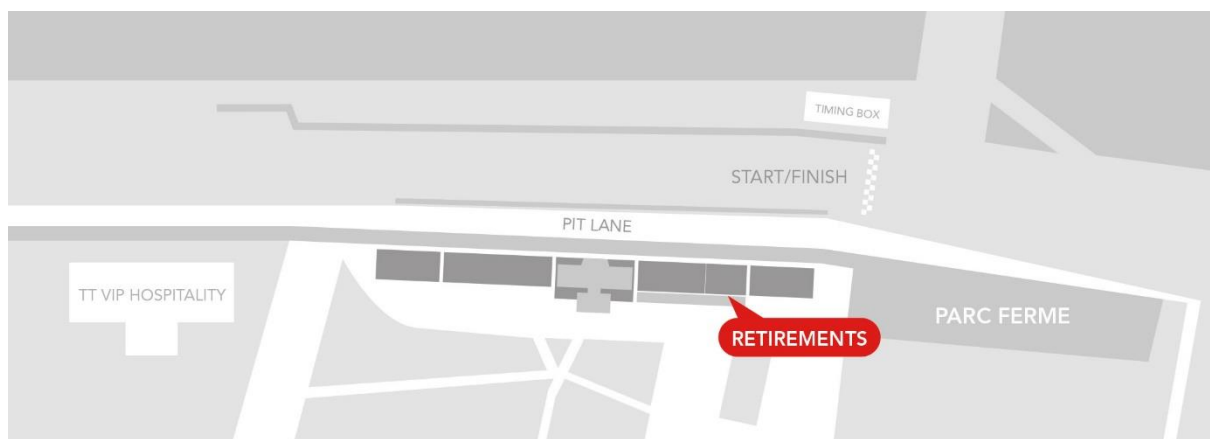 TIMING BOX
START/FINISH
PIT LANE
TT VIP HOSPITALITY
PARC FERME
RETIREMENTS